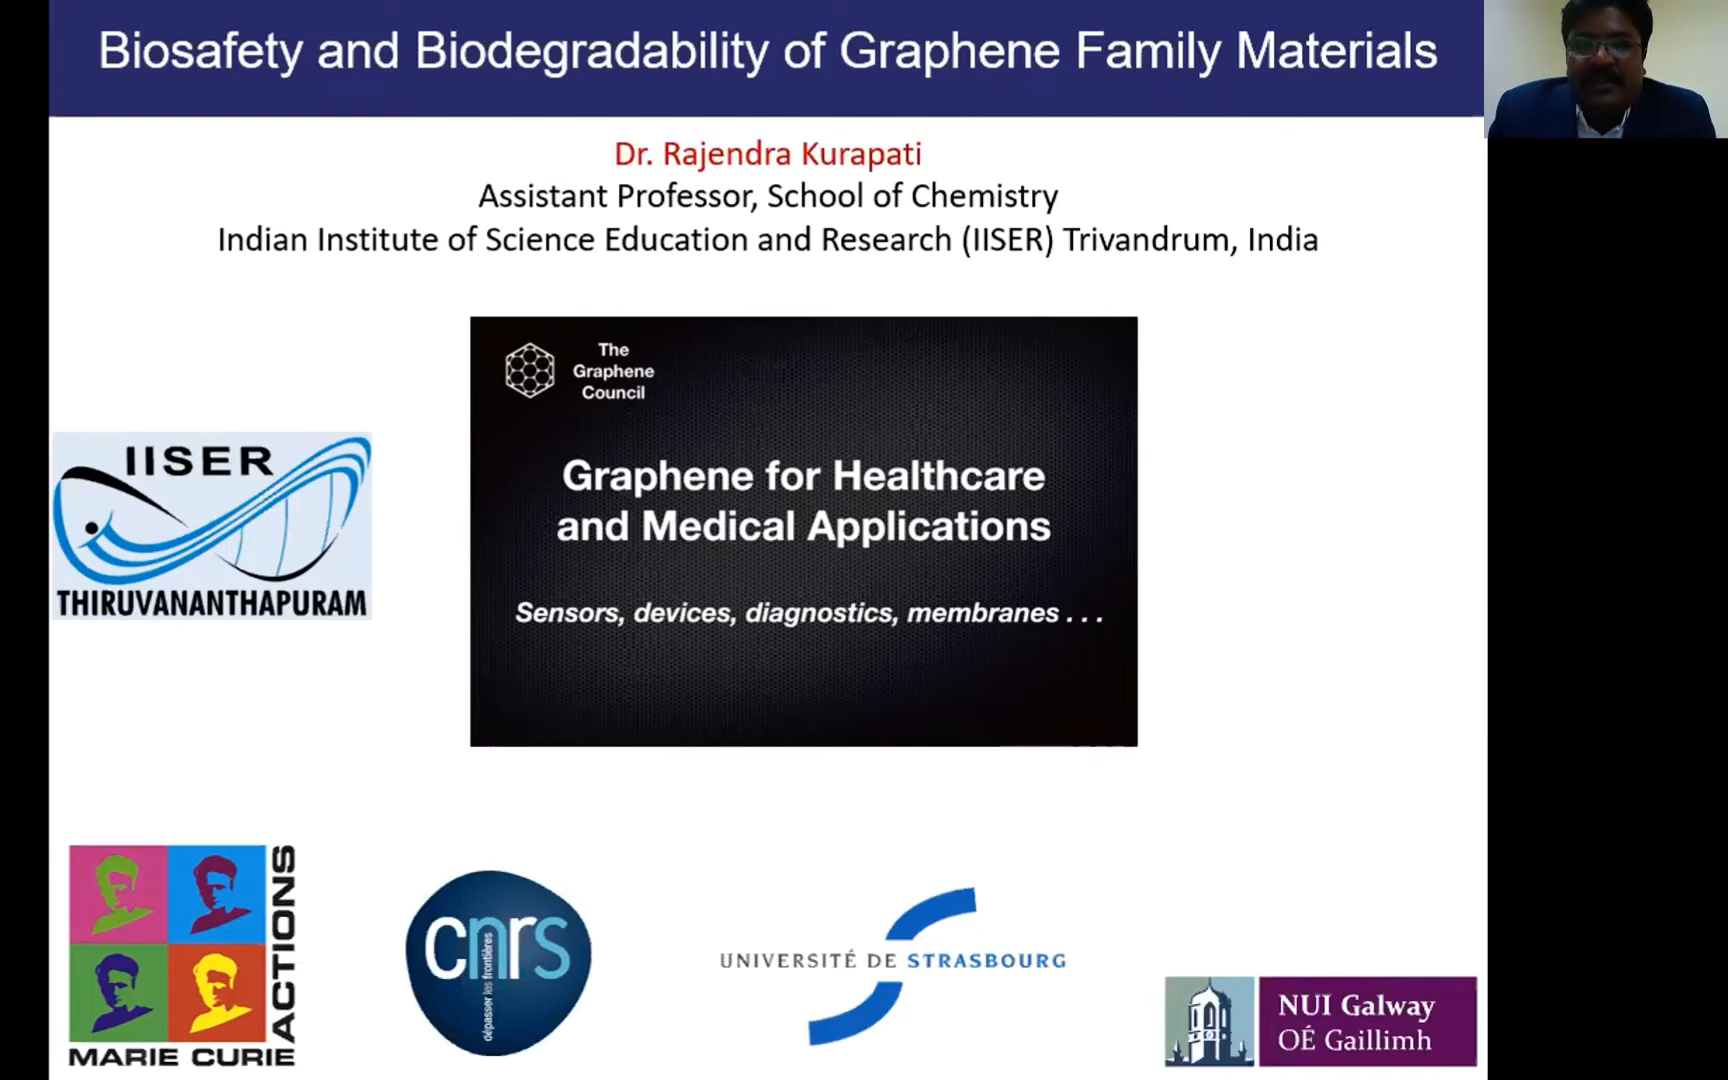 Biosafety and Biodegradability of Graphene Family Materials
Dr. Rajendra Kurapati
Assistant Professor, School of Chemistry
Indian Institute of Science Education and Research (IISER) Trivandrum, India
The
Graphene
Council
Graphene for Healthcare
and Medical Applications
Sensors, devices, diagnostics, membranes . . .
IISER
THIRUVANANTHAPURAM
MARIE CURIE
ACTIONS
cnrs
dépasser les frontières
UNIVERSITÉ DE STRASBOURG
NUI Galway
OÉ Gaillimh